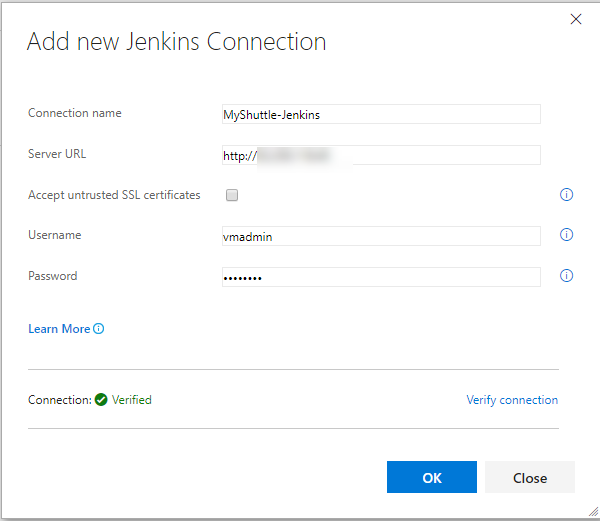 Add new Jenkins Connection
Connection name MyShuttle-Jenkins
Server URL http://
Accept untrusted SSL certificates
Username vmadmin
Password ••••••••
Learn More
Connection: Verified Verify connection
OK Close